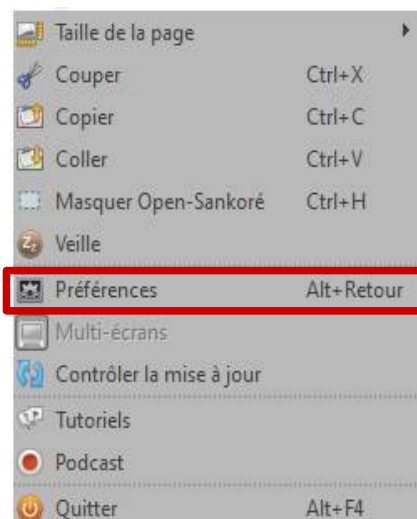 Taille de la page
Couper Ctrl+X
Copier Ctrl+C
Coller Ctrl+V
Masquer Open-Sankoré Ctrl+H
Veille
Préférences Alt+Retour
Multi-écrans
Contrôler la mise à jour
Tutoriels
Podcast
Quitter Alt+F4